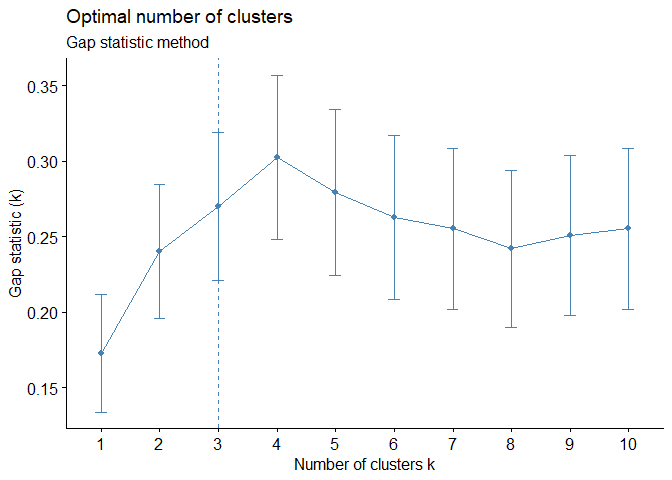 Optimal number of clusters
Gap statistic method
Gap statistic (k)
0.35
0.30
0.25
0.20
0.15
1 2 3 4 5 6 7 8 9 10
Number of clusters k